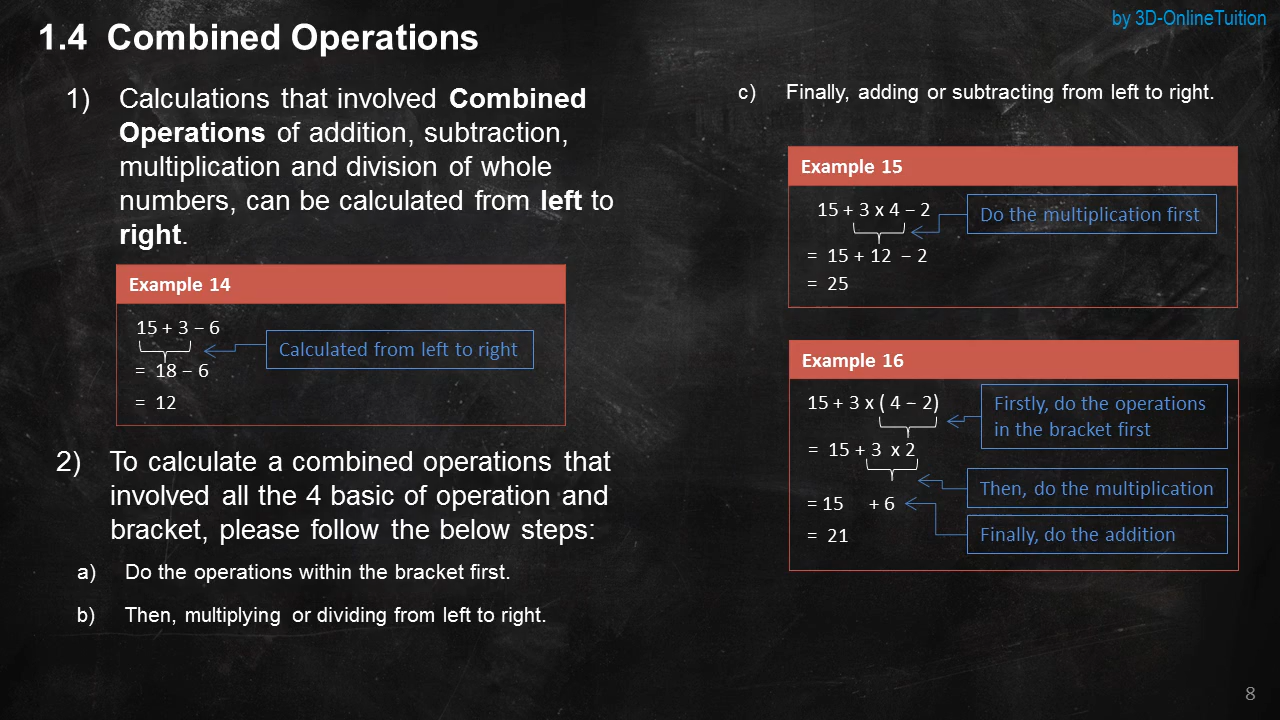 by 3D-OnlineTuition
1.4 Combined Operations
1) Calculations that involved Combined
Operations of addition, subtraction,
multiplication and division of whole
numbers, can be calculated from left to
right.
Example 14
15 + 3 – 6
Calculated from left to right
= 18 – 6
= 12
2) To calculate a combined operations that
involved all the 4 basic of operation and
bracket, please follow the below steps:
a) Do the operations within the bracket first.
b) Then, multiplying or dividing from left to right.
c) Finally, adding or subtracting from left to right.
Example 15
15 + 3 x 4 – 2
Do the multiplication first
= 15 + 12 – 2
= 25
Example 16
15 + 3 x ( 4 – 2)
Firstly, do the operations
in the bracket first
= 15 + 3 x 2
Then, do the multiplication
= 15 + 6
Finally, do the addition
= 21
8